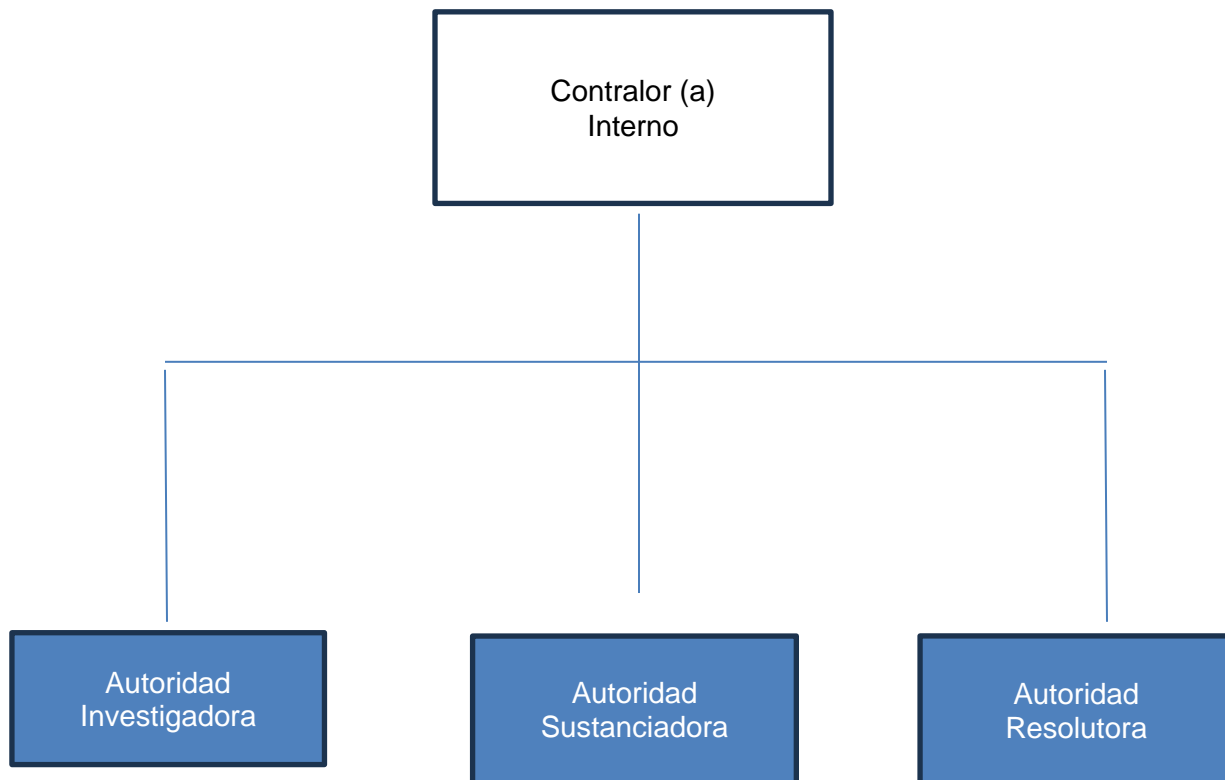 Contralor (a)
Interno
Autoridad
Investigadora
Autoridad
Sustanciadora
Autoridad
Resolutora